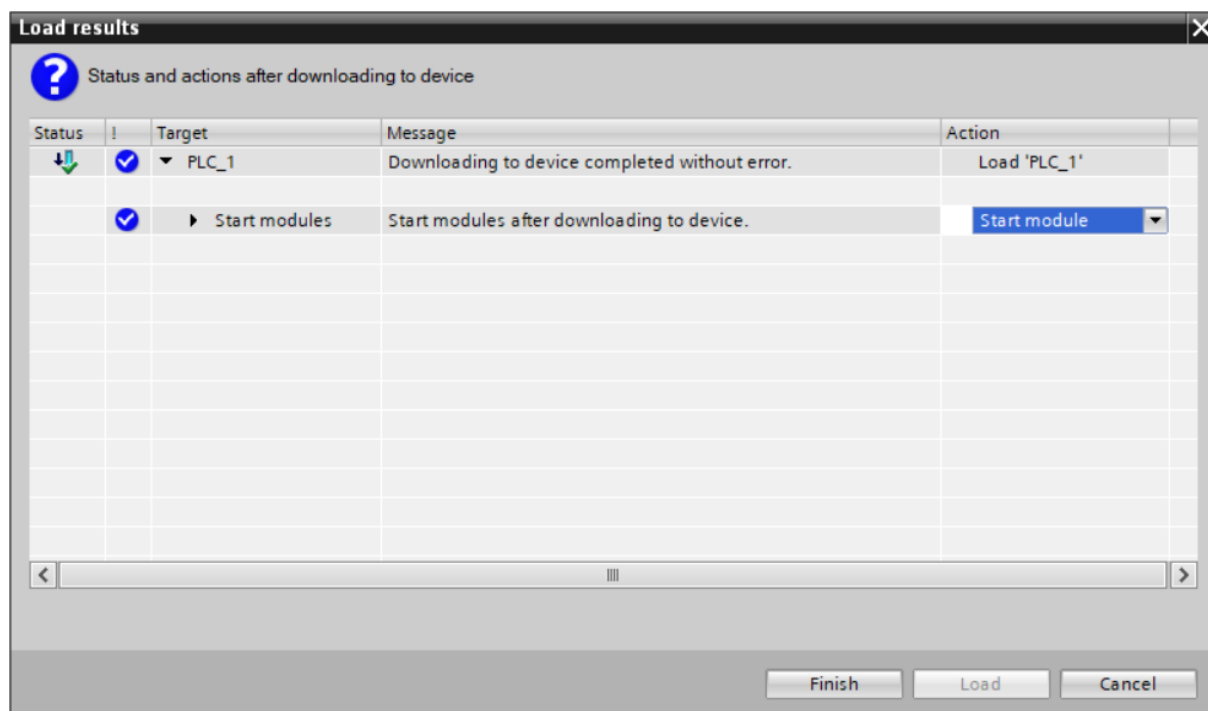 Load results
Status and actions after downloading to device
Status ! Target Message Action
PLC_1 Downloading to device completed without error. Load 'PLC_1'
Start modules Start modules after downloading to device. Start module
Finish Load Cancel